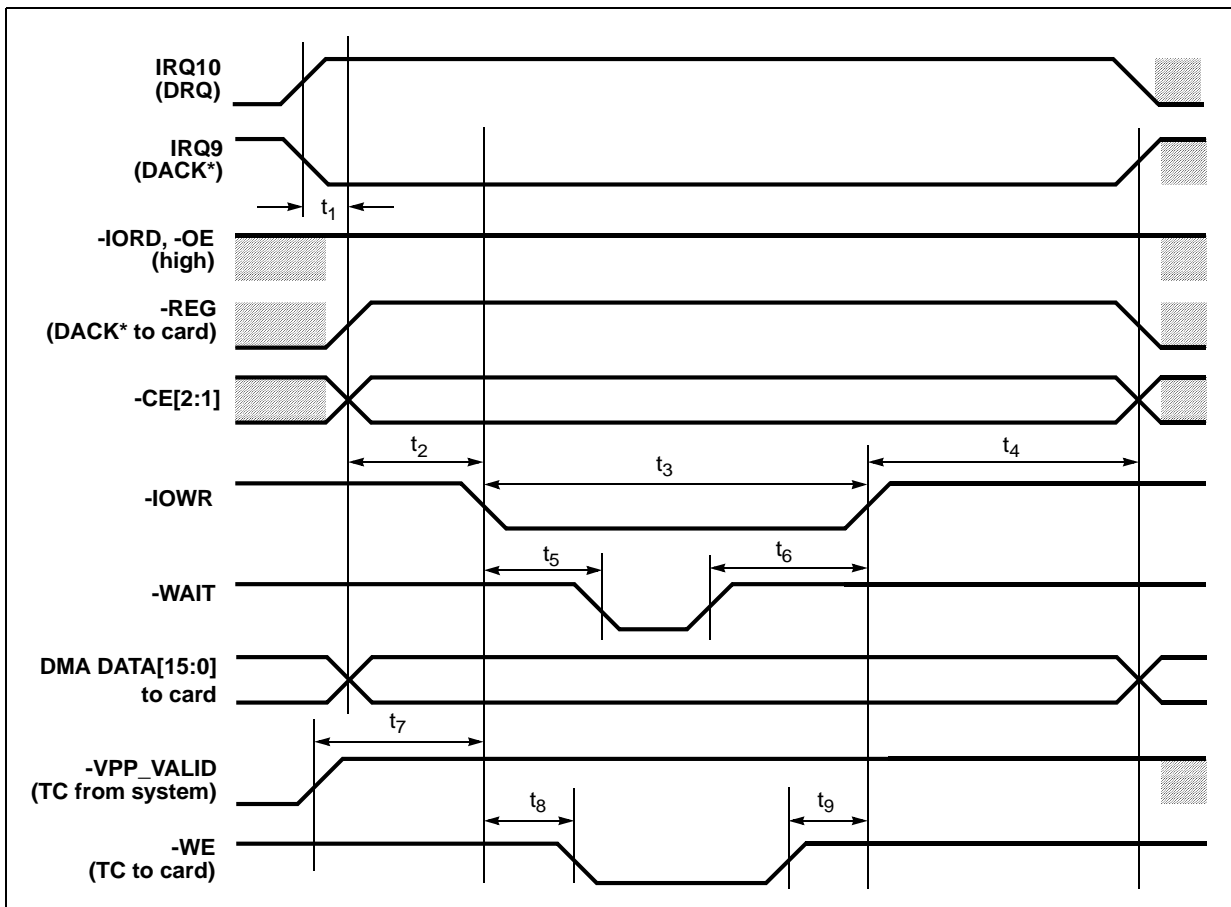 IRQ10
(DRQ)
IRQ9
(DACK*)
t1
-IORD, -OE
(high)
-REG
(DACK* to card)
-CE[2:1]
t2
t3
t4
-IOWR
t5
t6
-WAIT
DMA DATA[15:0]
to card
t7
-VPP_VALID
(TC from system)
t8
t9
-WE
(TC to card)